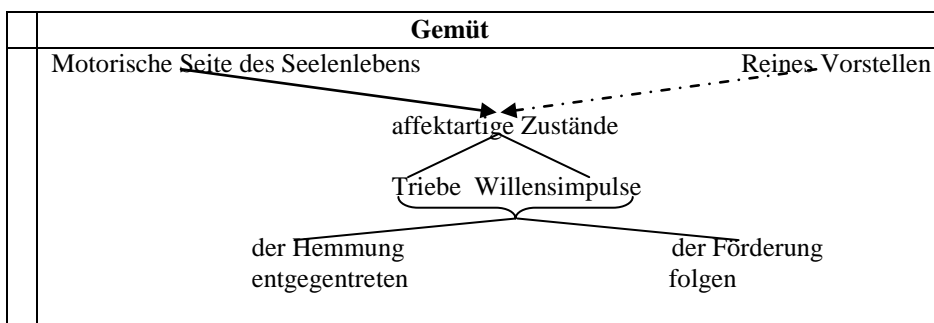 Gemüt
Motorische Seite des Seelenlebens Reines Vorstellen
affektartige Zustände
Triebe Willensimpulse
der Hemmung der Förderung
entgegentreten folgen